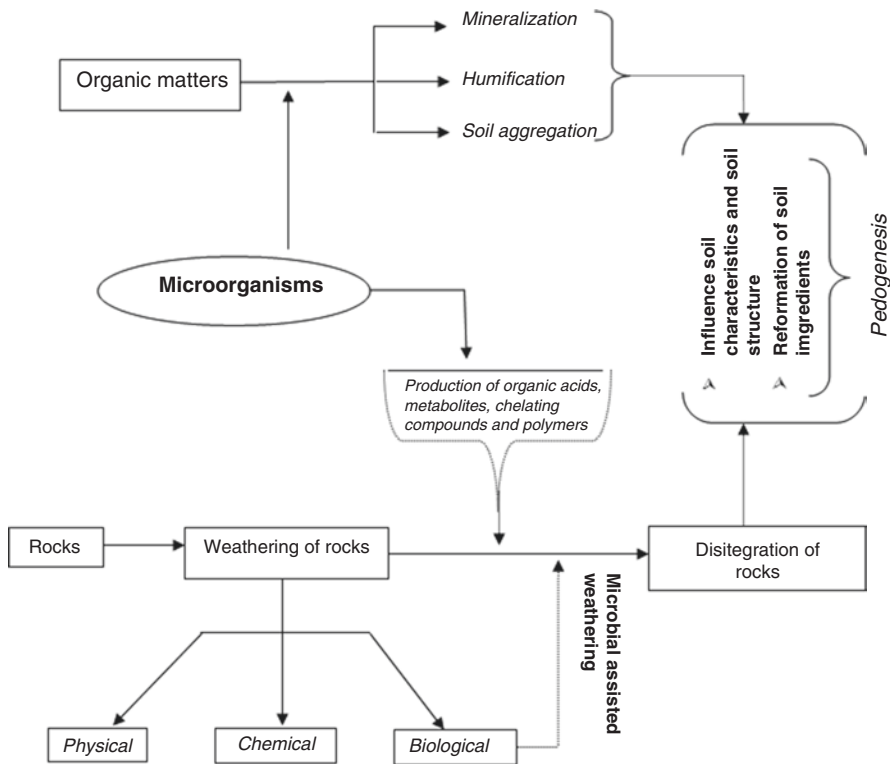 Mineralization
Organic matters
Humification
Soil aggregation
Microorganisms
Production of organic acids,
metabolites, chelating
compounds and polymers
➢ Influence soil
characteristics and soil
structure
➢ Reformation of soil
imgredients
Pedogenesis
Rocks
Weathering of rocks
Microbial assisted
weathering
Disitegration of
rocks
Physical
Chemical
Biological